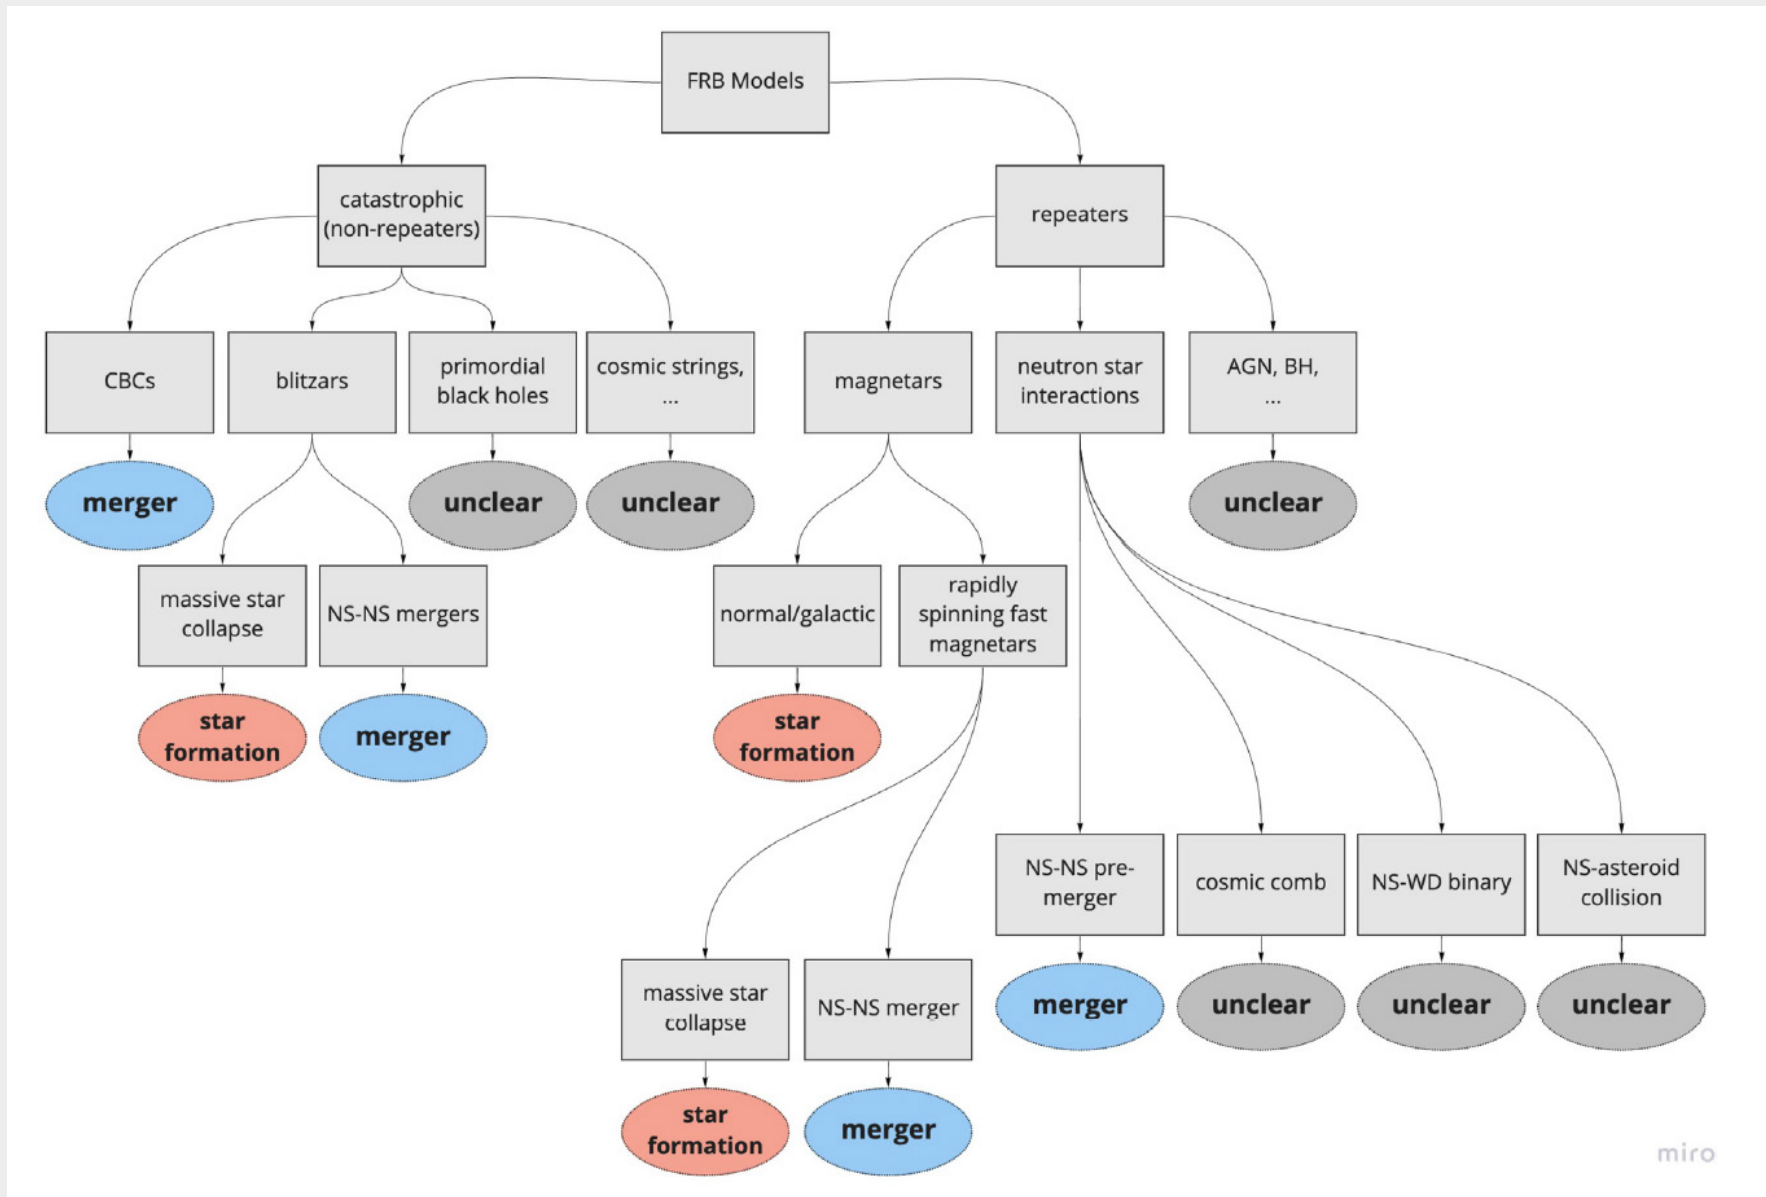 FRB Models
catastrophic
(non-repeaters)
repeaters
CBCs
blitzars
primordial
black holes
cosmic strings,
...
magnetars
neutron star
interactions
AGN, BH,
...
merger
unclear
unclear
unclear
massive star
collapse
NS-NS mergers
normal/galactic
rapidly
spinning fast
magnetars
star
formation
merger
star
formation
NS-NS pre-
merger
cosmic comb
NS-WD binary
NS-asteroid
collision
massive star
collapse
NS-NS merger
merger
unclear
unclear
unclear
star
formation
merger
miro